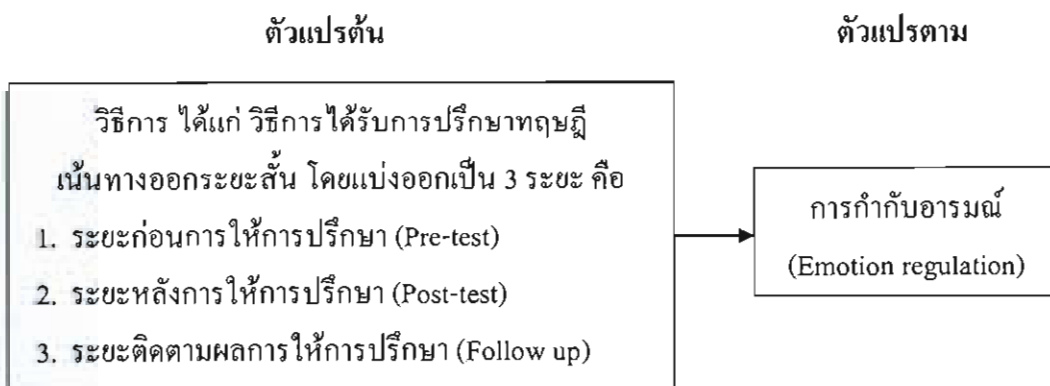 ตัวแปรต้น
ตัวแปรตาม
วิธีการ ได้แก่ วิธีการได้รับการปรึกษาทฤษฎี
เน้นทางออกระยะสั้น โดยแบ่งออกเป็น 3 ระยะ คือ
1. ระยะก่อนการให้การปรึกษา (Pre-test)
2. ระยะหลังการให้การปรึกษา (Post-test)
3. ระยะติดตามผลการให้การปรึกษา (Follow up)
การกำกับอารมณ์
(Emotion regulation)